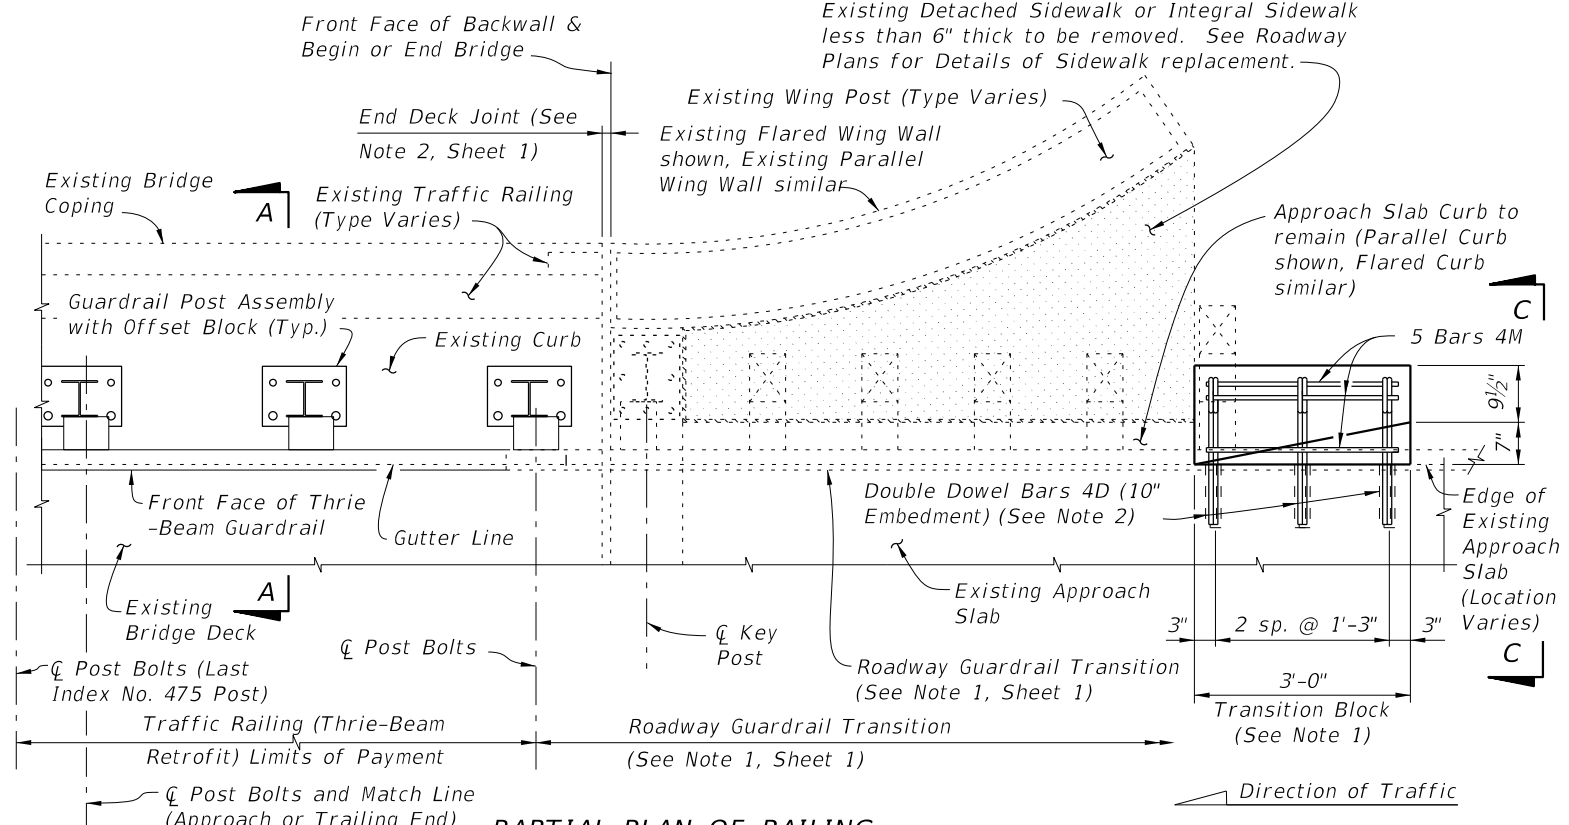 Front Face of Backwall &
Begin or End Bridge
Existing Detached Sidewalk or Integral Sidewalk
less than 6" thick to be removed.  See Roadway
Plans for Details of Sidewalk replacement.
Existing Wing Post (Type Varies)
End Deck Joint (See
Note 2, Sheet 1)
Existing Flared Wing Wall
shown, Existing Parallel
Wing Wall similar
Existing Bridge
Coping
A
Existing Traffic Railing
(Type Varies)
Approach Slab Curb to
remain (Parallel Curb
shown, Flared Curb
similar)
C
Guardrail Post Assembly
with Offset Block (Typ.)
Existing Curb
5 Bars 4M
9½"
7"
Front Face of Thrie
-Beam Guardrail
Gutter Line
Double Dowel Bars 4D (10"
Embedment) (See Note 2)
Edge of
Existing
Approach
Slab
(Location
Varies)
Existing
Bridge Deck
A
Existing Approach
Slab
3"
2 sp. @ 1'-3"
3"
℄ Key
Post
℄ Post Bolts
℄ Post Bolts (Last
Index No. 475 Post)
Roadway Guardrail Transition
(See Note 1, Sheet 1)
C
3'-0"
Transition Block
(See Note 1)
Traffic Railing (Thrie-Beam
Retrofit) Limits of Payment
Roadway Guardrail Transition
(See Note 1, Sheet 1)
℄ Post Bolts and Match Line
(Approach or Trailing End)
Direction of Traffic
PARTIAL PLAN OF RAILING